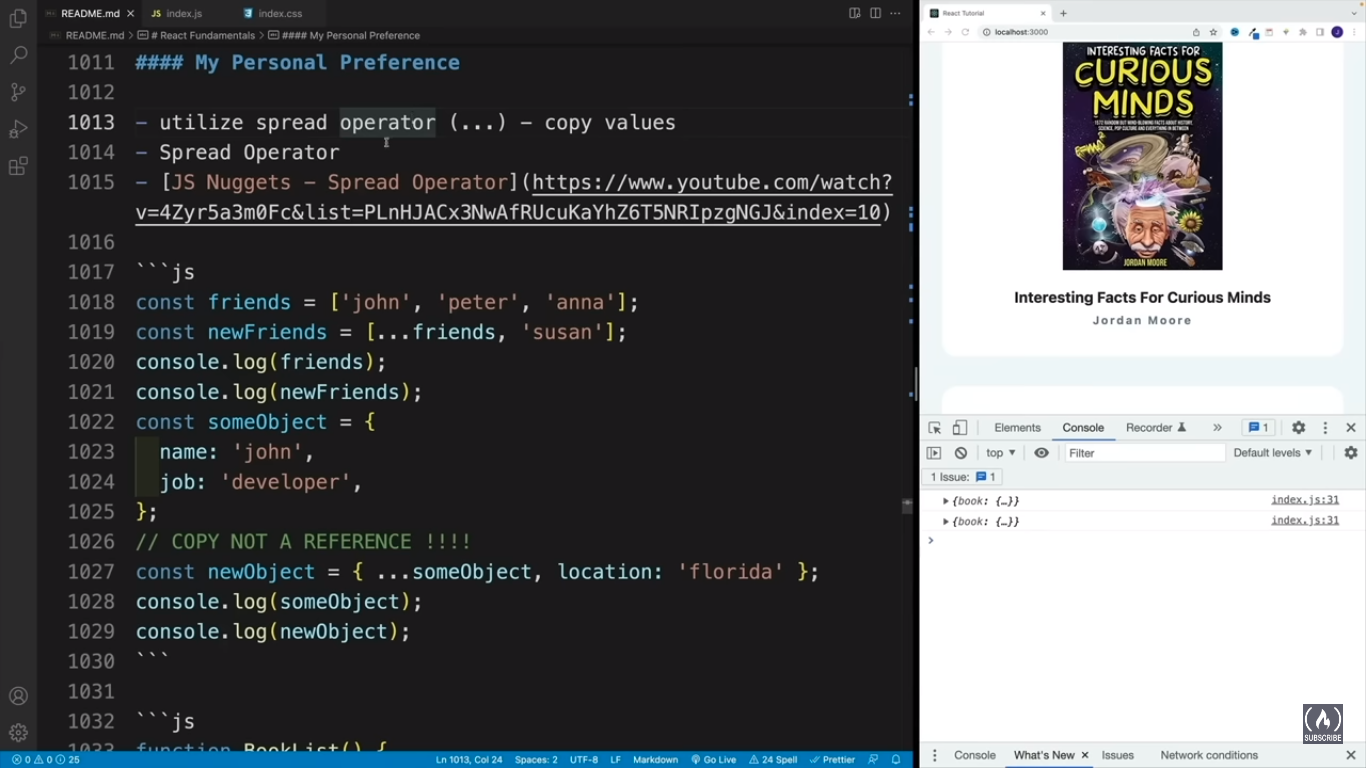 README.md
index.js
index.css
README.md
# React Fundamentals
#### My Personal Preference
1011 #### My Personal Preference
1012
1013 - utilize spread operator (...) - copy values
1014 - Spread Operator
1015 - [JS Nuggets - Spread Operator](https://www.youtube.com/watch?
v=4Zyr5a3m0Fc&list=PLnHJACx3NwAfRUcuKaYhZ6T5NRIpzgNGJ&index=10)
1016
1017 ```js
1018 const friends = ['john', 'peter', 'anna'];
1019 const newFriends = [...friends, 'susan'];
1020 console.log(friends);
1021 console.log(newFriends);
1022 const someObject = {
1023 name: 'john',
1024 job: 'developer',
1025 };
1026 // COPY NOT A REFERENCE !!!!
1027 const newObject = { ...someObject, location: 'florida' };
1028 console.log(someObject);
1029 console.log(newObject);
1030 ```
1031
1032 ```js
1033 function BookList() {
0 0 25
Ln 1013, Col 24 Spaces: 2 UTF-8 LF Markdown Go Live 24 Spell Prettier
React Tutorial
localhost:3000
INTERESTING FACTS FOR
CURIOUS
MINDS
JORDAN MOORE
Interesting Facts For Curious Minds
Jordan Moore
Elements Console Recorder 1
top Filter Default levels
1 Issue: 1
{book: {…}} index.js:31
{book: {…}} index.js:31
SUBSCRIBE
Console What's New Issues Network conditions